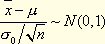 (x̄ − μ)/(σ₀/√n) ~ N(0,1)